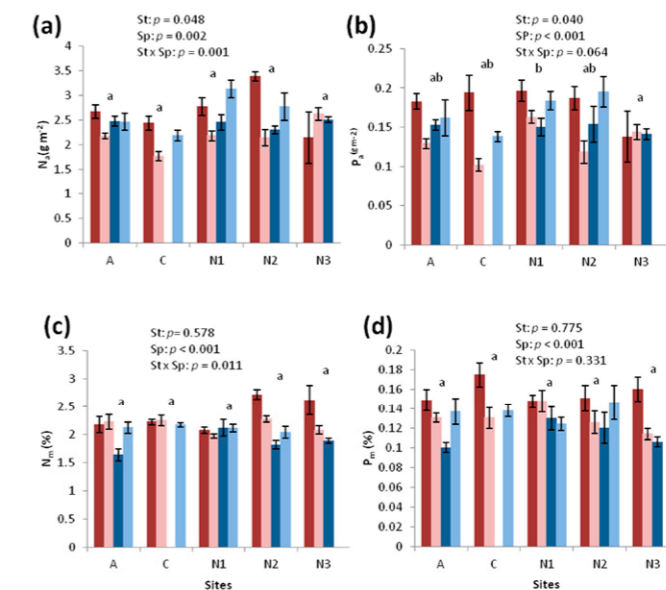 (a)
St: p = 0.048
Sp: p = 0.002
St x Sp: p = 0.001
Na(g m-2)
4
3.5
3
2.5
2
1.5
1
0.5
0
a
a
a
a
a
A C N1 N2 N3
(b)
St: p = 0.040
SP: p < 0.001
St x Sp: p = 0.064
Pa (g m-2)
0.25
0.2
0.15
0.1
0.05
0
ab
ab
b
ab
a
A C N1 N2 N3
(c)
St: p= 0.578
Sp: p < 0.001
St x Sp: p = 0.011
Nm (%)
3.5
3
2.5
2
1.5
1
0.5
0
a
a
a
a
a
A C N1 N2 N3
Sites
(d)
St: p = 0.775
Sp: p < 0.001
St x Sp: p = 0.331
Pm (%)
0.2
0.18
0.16
0.14
0.12
0.1
0.08
0.06
0.04
0.02
0
a
a
a
a
a
A C N1 N2 N3
Sites